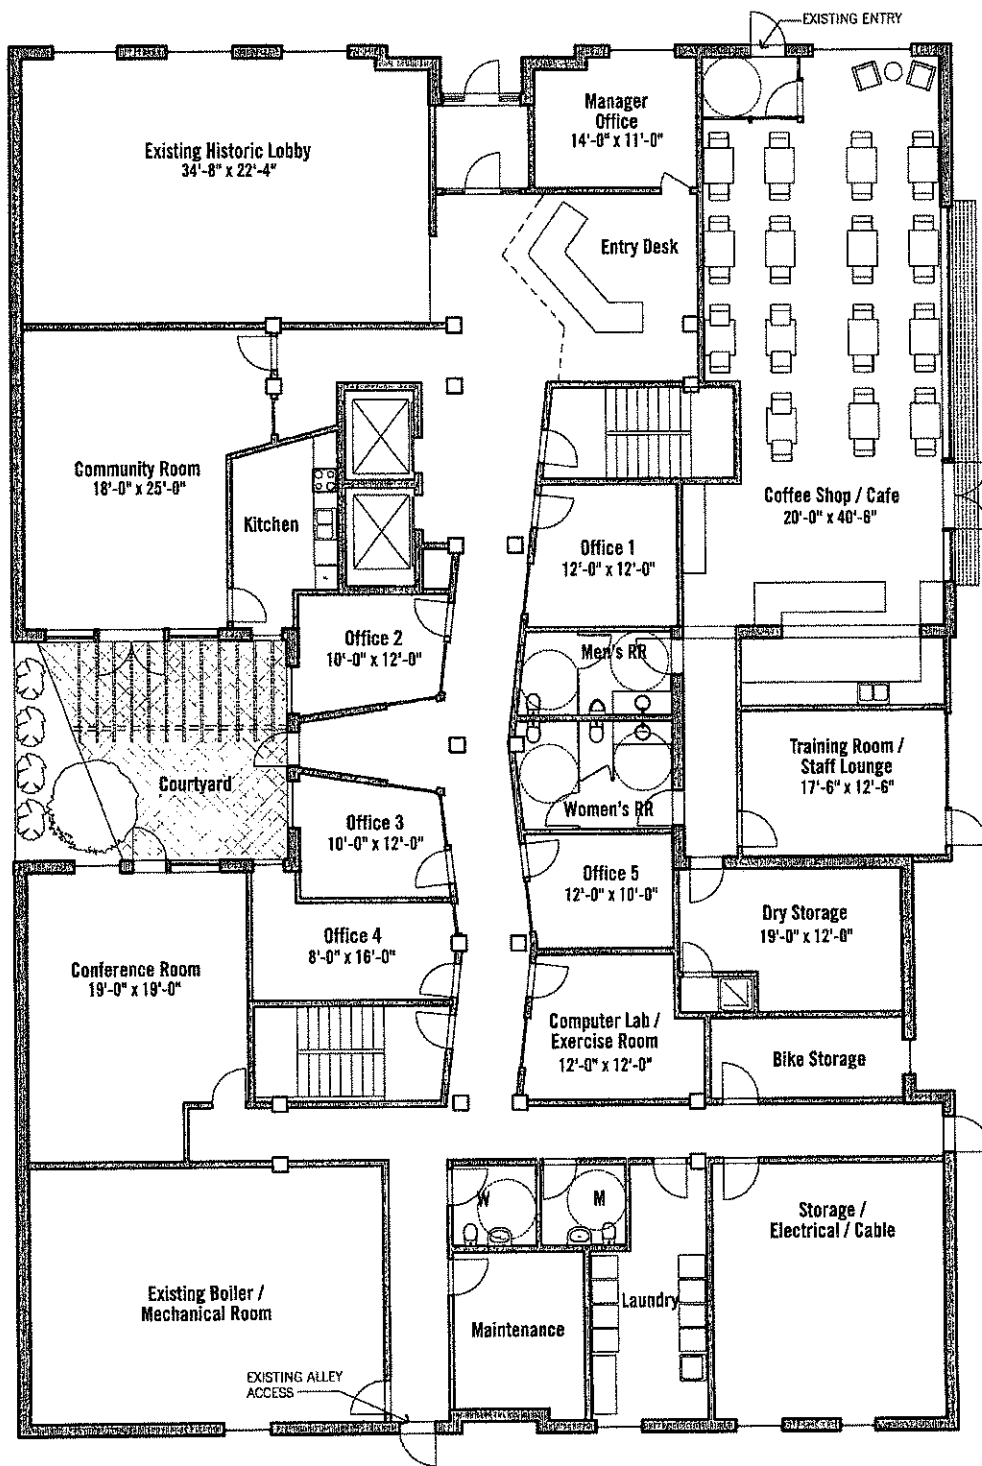 EXISTING ENTRY
Manager
Office
14'-0" x 11'-0"
Existing Historic Lobby
34'-8" x 22'-4"
Entry Desk
Community Room
18'-0" x 25'-0"
Kitchen
Coffee Shop / Cafe
20'-0" x 40'-6"
Office 1
12'-0" x 12'-0"
Office 2
10'-0" x 12'-0"
Men's RR
Training Room /
Staff Lounge
17'-6" x 12'-6"
Courtyard
Women's RR
Office 3
10'-0" x 12'-0"
Office 5
12'-0" x 10'-0"
Dry Storage
19'-0" x 12'-0"
Office 4
8'-0" x 16'-0"
Conference Room
19'-0" x 19'-0"
Computer Lab /
Exercise Room
12'-0" x 12'-0"
Bike Storage
W
M
Storage /
Electrical / Cable
Existing Boiler /
Mechanical Room
Laundry
Maintenance
EXISTING ALLEY
ACCESS